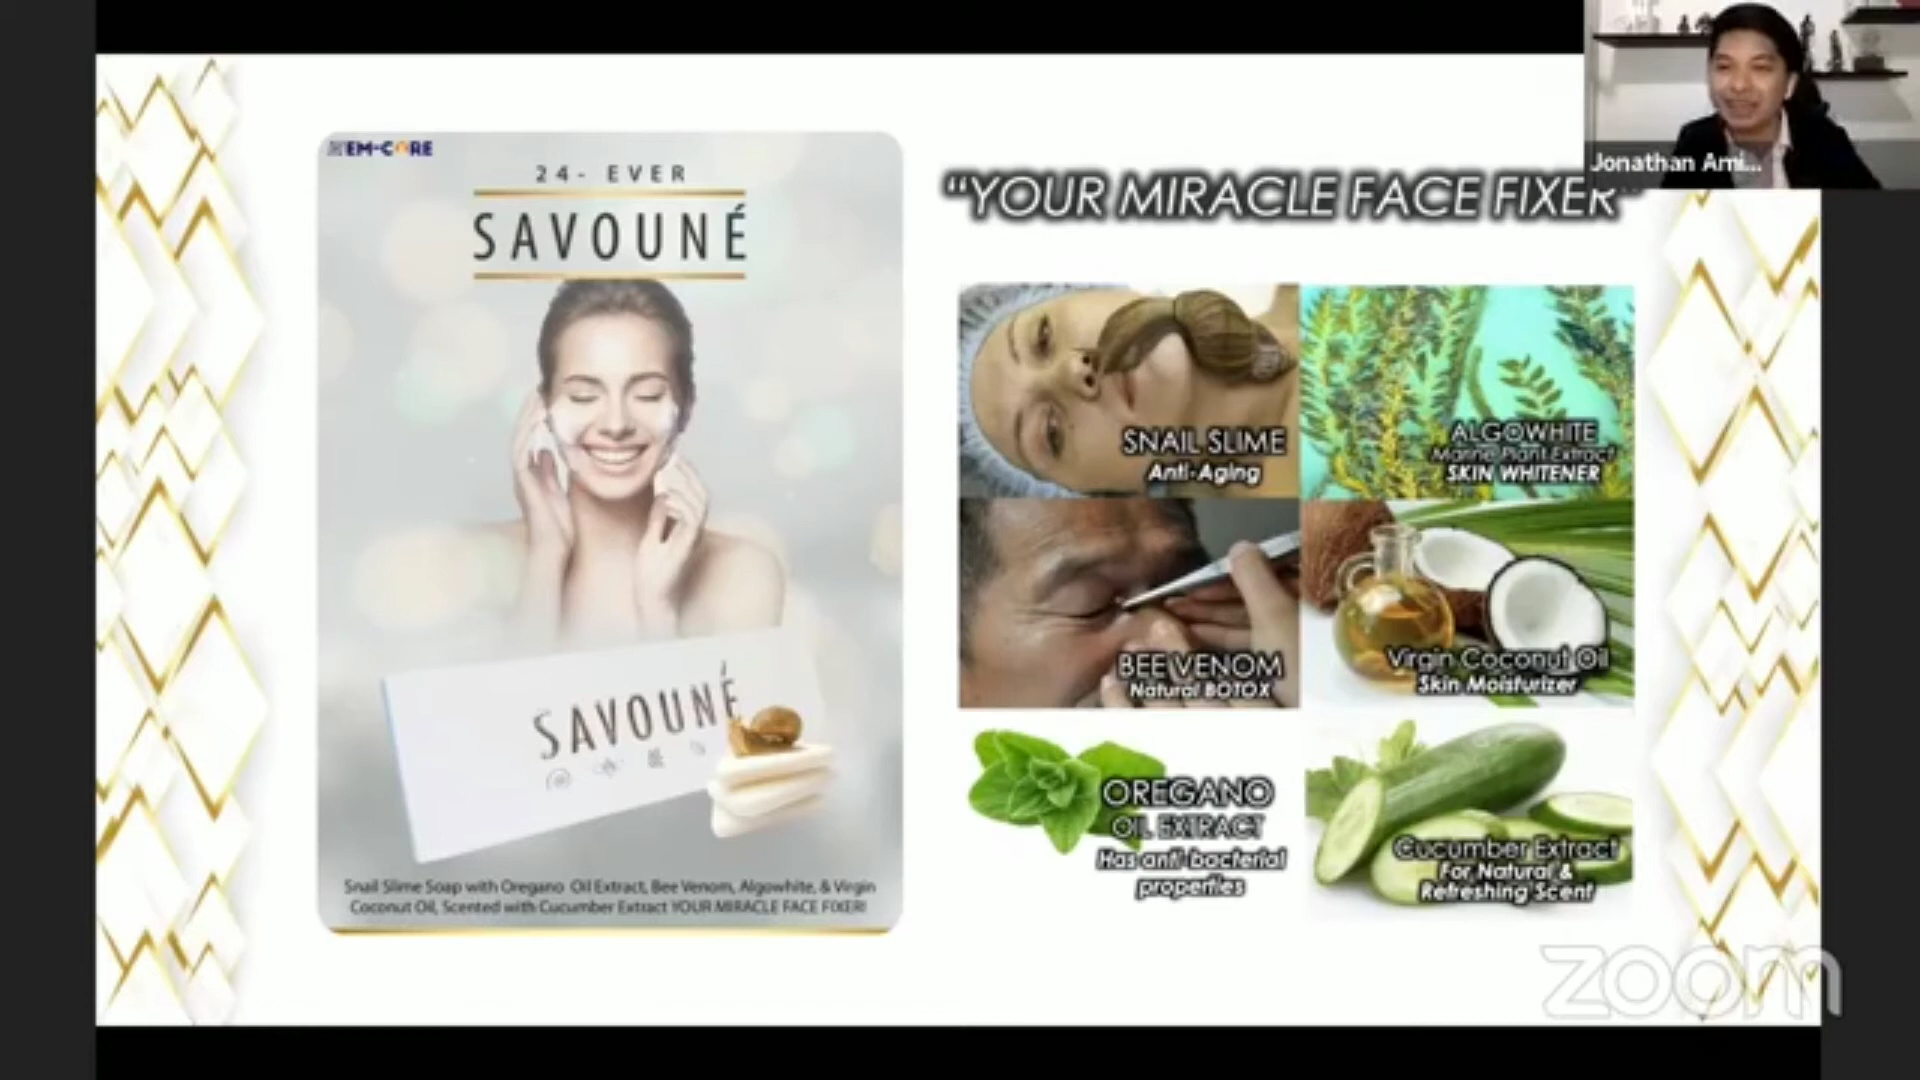 EM-CORE
24- EVER
SAVOUNÉ
SAVOUNÉ
Snail Slime Soap with Oregano Oil Extract, Bee Venom, Algowhite, & Virgin
Coconut Oil, Scented with Cucumber Extract YOUR MIRACLE FACE FIXER!
"YOUR MIRACLE FACE FIXER"
SNAIL SLIME
Anti-Aging
ALGOWHITE
Marine Plant Extract
SKIN WHITENER
BEE VENOM
Natural BOTOX
Virgin Coconut Oil
Skin Moisturizer
OREGANO
OIL EXTRACT
Has anti-bacterial
properties
Cucumber Extract
For Natural &
Refreshing Scent
Jonathan Ami...
zoom